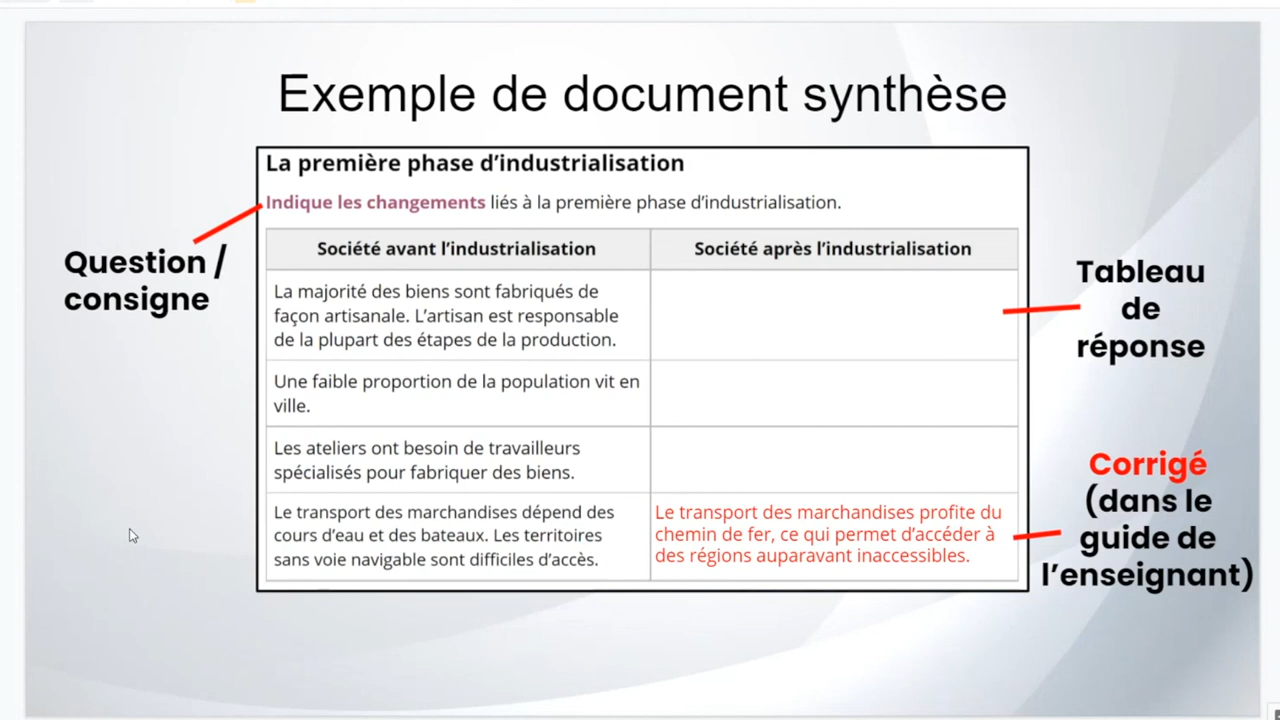 Exemple de document synthèse
La première phase d’industrialisation
Indique les changements liés à la première phase d’industrialisation.
Question /
consigne
Société avant l’industrialisation
Société après l’industrialisation
La majorité des biens sont fabriqués de
façon artisanale. L’artisan est responsable
de la plupart des étapes de la production.
Tableau
de
réponse
Une faible proportion de la population vit en
ville.
Les ateliers ont besoin de travailleurs
spécialisés pour fabriquer des biens.
Le transport des marchandises dépend des
cours d’eau et des bateaux. Les territoires
sans voie navigable sont difficiles d’accès.
Le transport des marchandises profite du
chemin de fer, ce qui permet d’accéder à
des régions auparavant inaccessibles.
Corrigé
(dans le
guide de
l’enseignant)